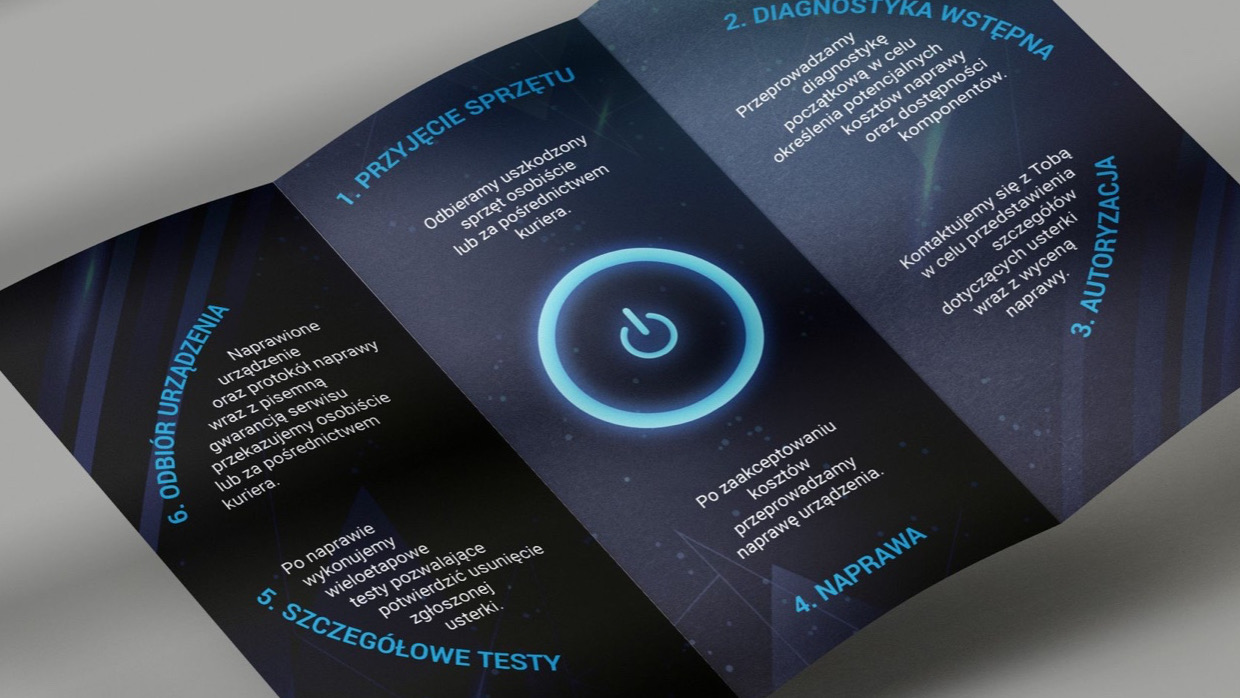 1. PRZYJĘCIE SPRZĘTU
Odbieramy uszkodzony
sprzęt osobiście
lub za pośrednictwem
kuriera.
2. DIAGNOSTYKA WSTĘPNA
Przeprowadzamy
diagnostykę
początkową w celu
określenia potencjalnych
kosztów naprawy
oraz dostępności
komponentów.
3. AUTORYZACJA
Kontaktujemy się z Tobą
w celu przedstawienia
szczegółów
dotyczących usterki
wraz z wyceną
naprawy.
4. NAPRAWA
Po zaakceptowaniu
kosztów
przeprowadzamy
naprawę urządzenia.
5. SZCZEGÓŁOWE TESTY
Po naprawie
wykonujemy
wieloetapowe
testy pozwalające
potwierdzić usunięcie
zgłoszonej
usterki.
6. ODBIÓR URZĄDZENIA
Naprawione
urządzenie
oraz protokół naprawy
wraz z pisemną
gwarancją serwisu
przekazujemy osobiście
lub za pośrednictwem
kuriera.